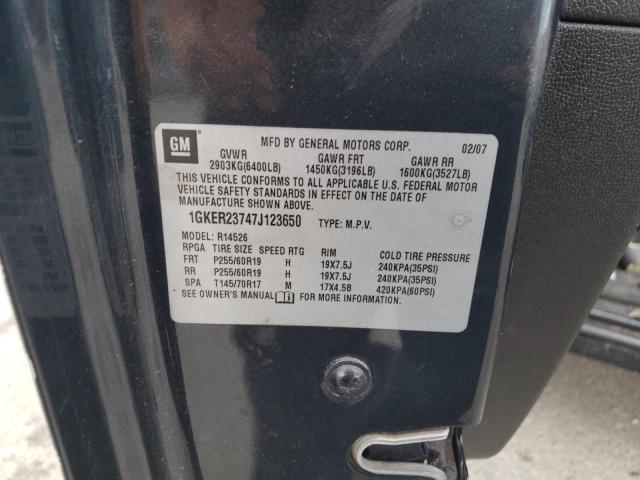 GM
MFD BY GENERAL MOTORS CORP. 02/07
GVWR GAWR FRT GAWR RR
2903KG(6400LB) 1450KG(3196LB) 1600KG(3527LB)
THIS VEHICLE CONFORMS TO ALL APPLICABLE U.S. FEDERAL MOTOR
VEHICLE SAFETY STANDARDS IN EFFECT ON THE DATE OF
MANUFACTURE SHOWN ABOVE.
1GKER23747J123650 TYPE: M.P.V.
R14526
RPGA TIRE SIZE SPEED RTG RIM COLD TIRE PRESSURE
FRT P255/60R19 H 19X7.5J 240KPA(35PSI)
RR P255/60R19 H 19X7.5J 240KPA(35PSI)
SPA T145/70R17 M 17X4.5B 420KPA(60PSI)
SEE OWNER'S MANUAL FOR MORE INFORMATION.